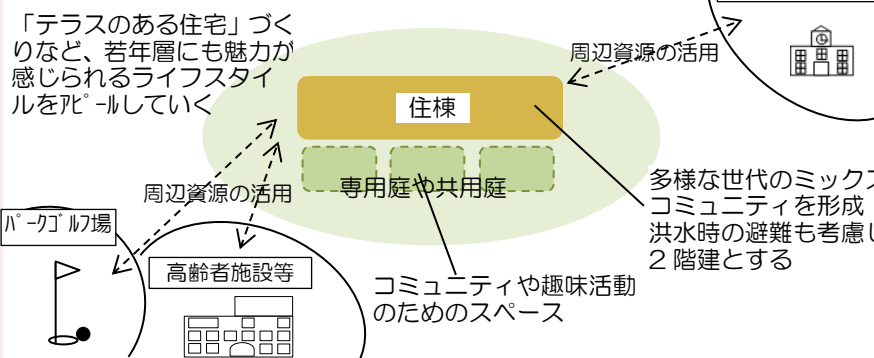 「テラスのある住宅」づく
りなど、若年層にも魅力が
感じられるライフスタイ
ルをｱﾋﾟｰﾙしていく
周辺資源の活用
住棟
専用庭や共用庭
周辺資源の活用
ﾊﾟｰｸｺﾞﾙﾌ場
高齢者施設等
コミュニティや趣味活動
のためのスペース
多様な世代のミックス
コミュニティを形成
洪水時の避難も考慮し
２階建とする